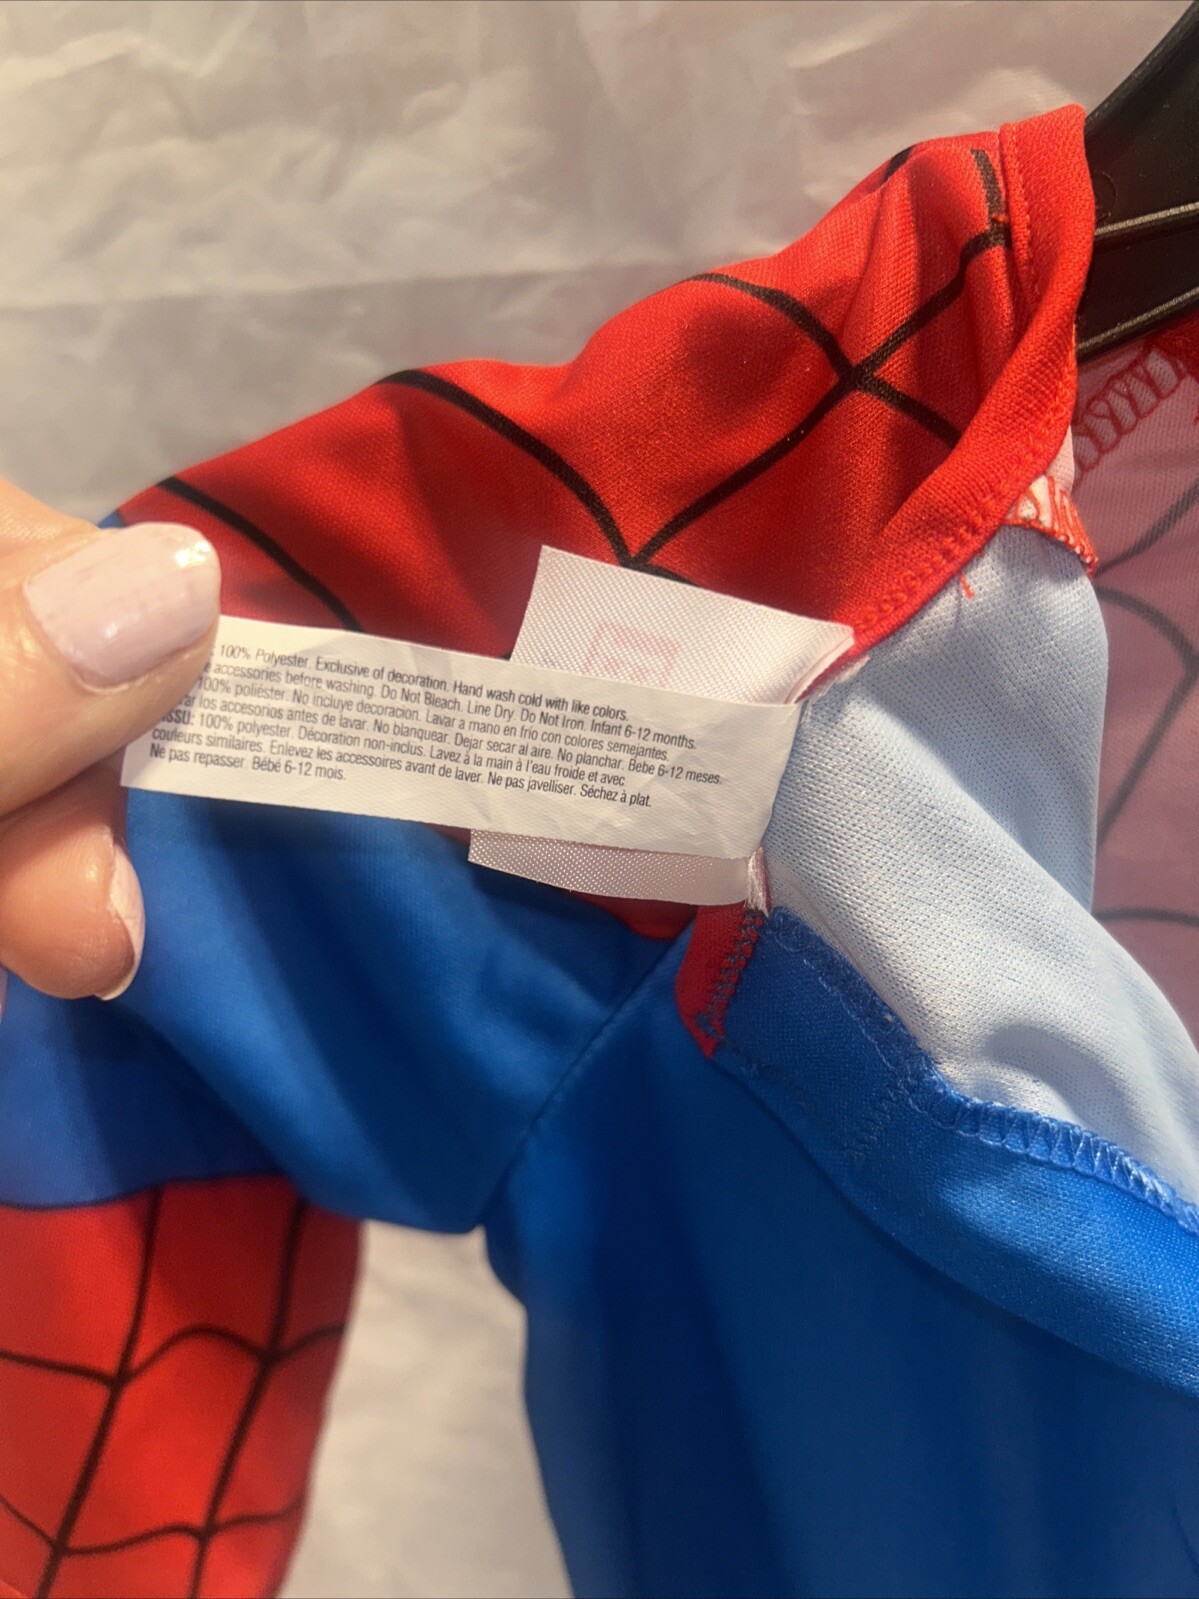 100% Polyester. Exclusive of decoration. Hand wash cold with like colors.
accessories before washing. Do Not Bleach. Line Dry. Do Not Iron. Infant 6-12 months.
100% poliéster. No incluye decoracion. Lavar a mano en frio con colores semejantes.
los accesorios antes de lavar. No blanquear. Dejar secar al aire. No planchar. Bebe 6-12 meses.
SSU: 100% polyester. Décoration non-inclus. Lavez à la main à l'eau froide et avec
couleurs similaires. Enlevez les accessoires avant de laver. Ne pas javelliser. Séchez à plat.
Ne pas repasser. Bébé 6-12 mois.